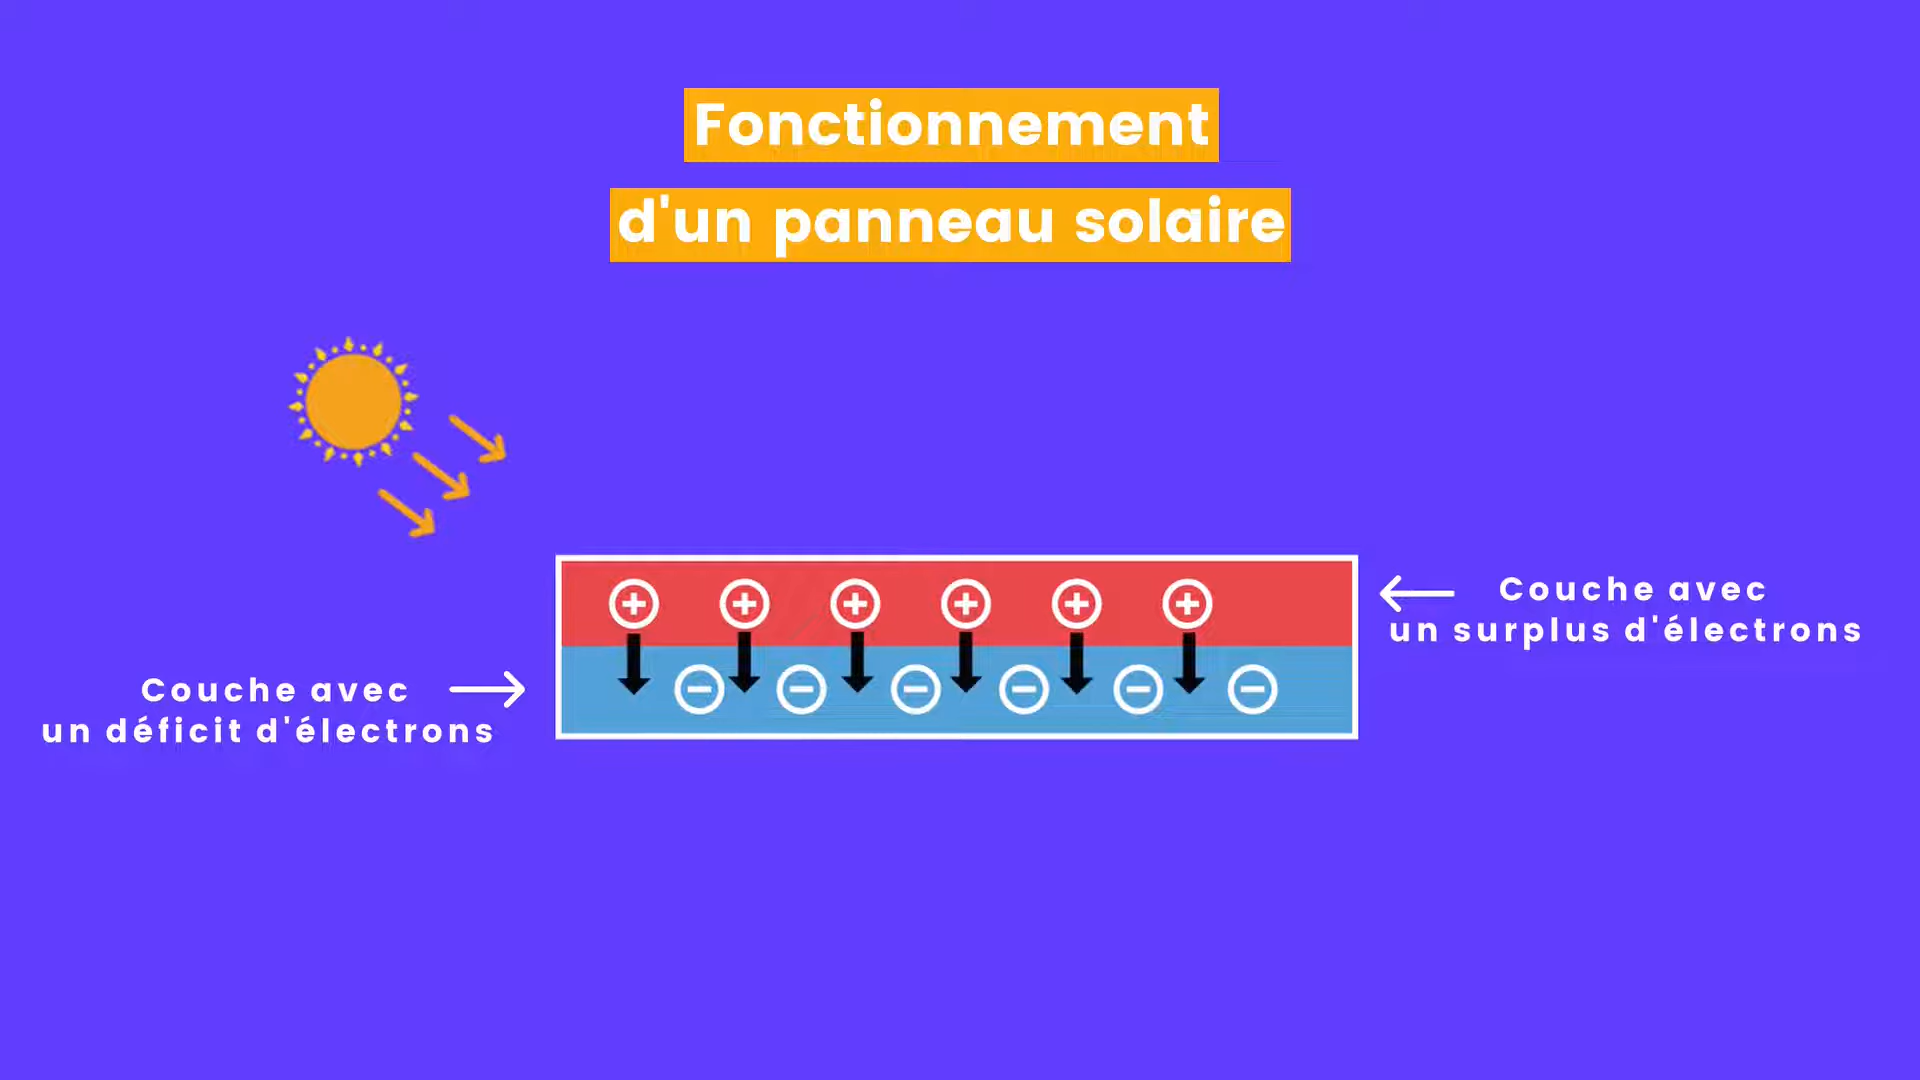 Fonctionnement
d'un panneau solaire
Couche avec
un surplus d'électrons
Couche avec
un déficit d'électrons